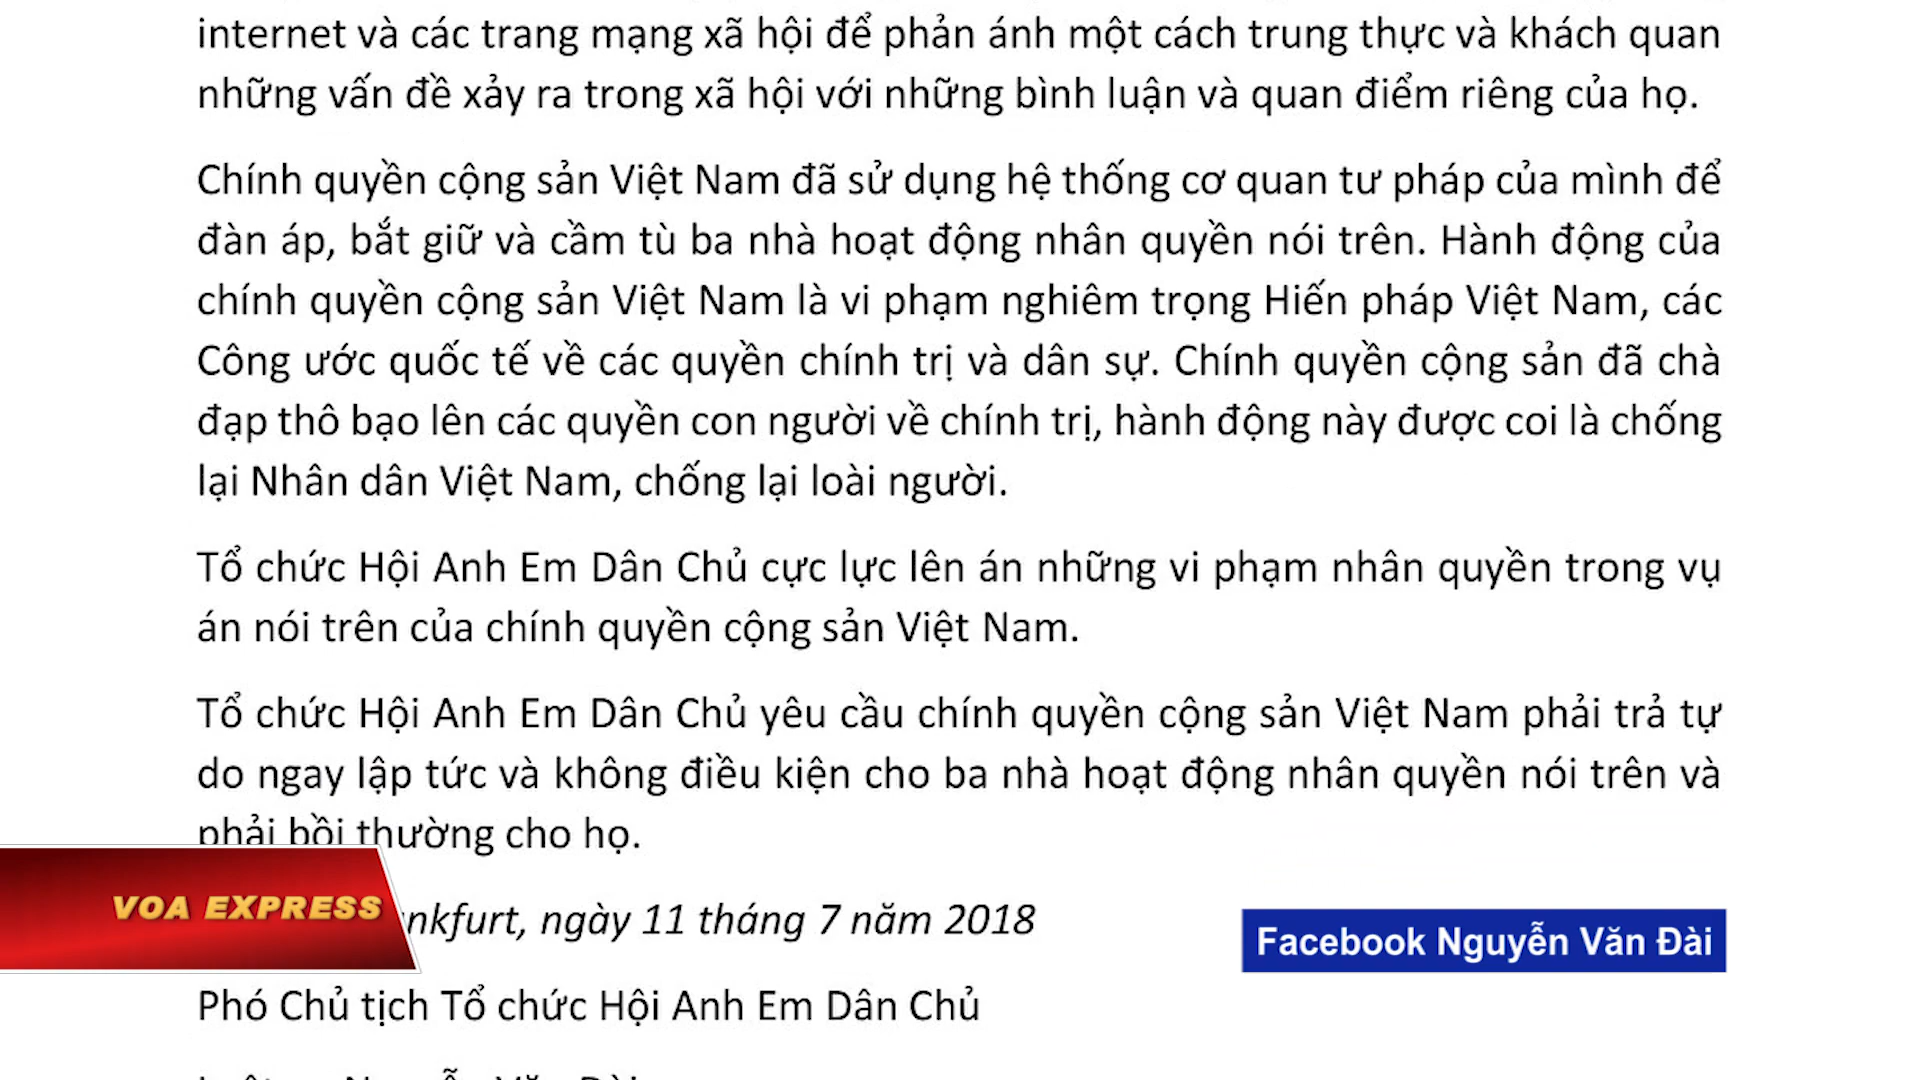 internet và các trang mạng xã hội để phản ánh một cách trung thực và khách quan
những vấn đề xảy ra trong xã hội với những bình luận và quan điểm riêng của họ.
Chính quyền cộng sản Việt Nam đã sử dụng hệ thống cơ quan tư pháp của mình để
đàn áp, bắt giữ và cầm tù ba nhà hoạt động nhân quyền nói trên. Hành động của
chính quyền cộng sản Việt Nam là vi phạm nghiêm trọng Hiến pháp Việt Nam, các
Công ước quốc tế về các quyền chính trị và dân sự. Chính quyền cộng sản đã chà
đạp thô bạo lên các quyền con người về chính trị, hành động này được coi là chống
lại Nhân dân Việt Nam, chống lại loài người.
Tổ chức Hội Anh Em Dân Chủ cực lực lên án những vi phạm nhân quyền trong vụ
án nói trên của chính quyền cộng sản Việt Nam.
Tổ chức Hội Anh Em Dân Chủ yêu cầu chính quyền cộng sản Việt Nam phải trả tự
do ngay lập tức và không điều kiện cho ba nhà hoạt động nhân quyền nói trên và
phải bồi thường cho họ.
VOA EXPRESS
nkfurt, ngày 11 tháng 7 năm 2018
Facebook Nguyễn Văn Đài
Phó Chủ tịch Tổ chức Hội Anh Em Dân Chủ